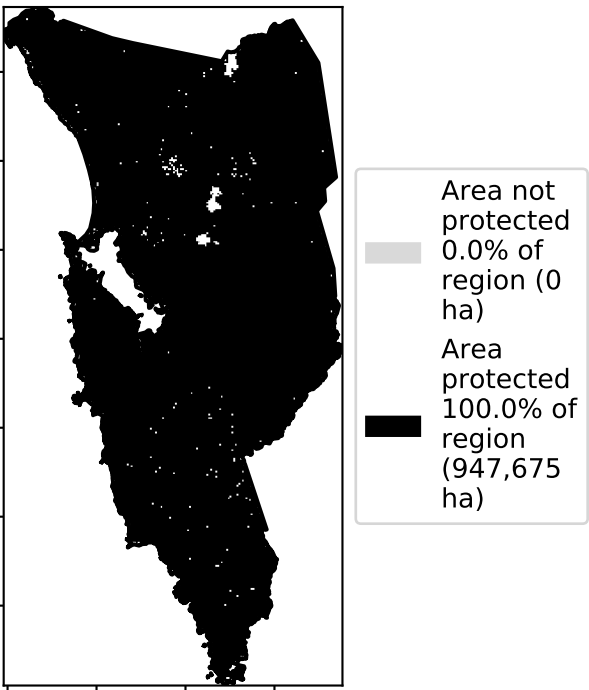 Area not
protected
0.0% of
region (0
ha)
Area
protected
100.0% of
region
(947,675
ha)